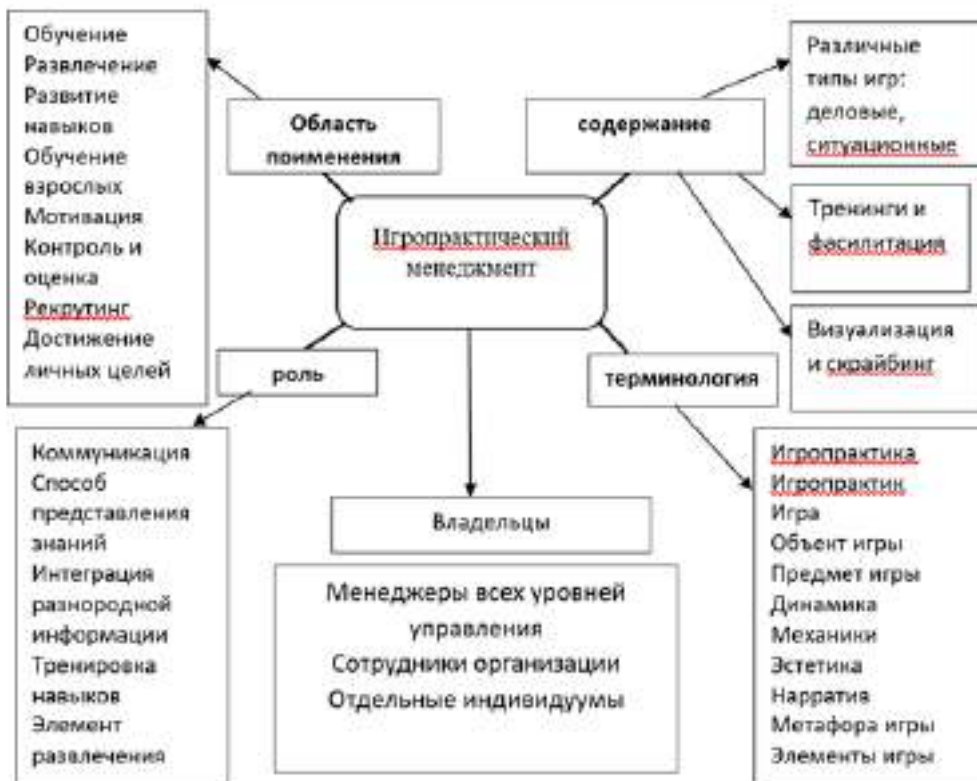 Обучение
Развлечение
Развитие
навыков
Обучение
взрослых
Мотивация
Контроль и
оценка
Рекрутинг
Достижение
личных целей
Область
поименения
содержание
Различные
типы игр:
деловые,
ситуационные
Тренинги и
фасилитация
Визуализация
и скрайбинг
Игропрактический
менеджмент
роль
терминология
Коммуникация
Способ
представления
знаний
Интеграция
разнородной
информации
Тренировка
навыков
Элемент
развлечения
Владельцы
Менеджеры всех уровней
управления
Сотрудники организации
Отдельные индивидуумы
Игропрактика
Игропрактик
Игра
Объект игры
Предмет игры
Динамика
Механики
Эстетика
Нарратив
Метафора игры
Элементы игры